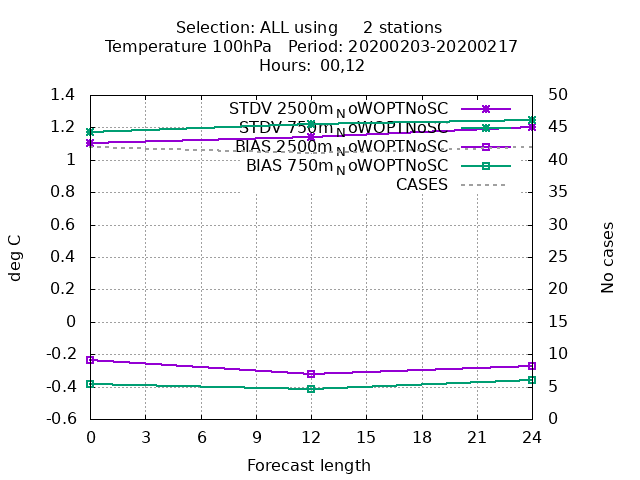 Selection: ALL using 2 stations
Temperature 100hPa Period: 20200203-20200217
Hours: 00,12
STDV 2500m_NoWOPTNoSC
STDV 750m_NoWOPTNoSC
BIAS 2500m_NoWOPTNoSC
BIAS 750m_NoWOPTNoSC
CASES
deg C
1.4
1.2
1
0.8
0.6
0.4
0.2
0
-0.2
-0.4
-0.6
50
45
40
35
30
25
20
15
10
5
0
No cases
0 3 6 9 12 15 18 21 24
Forecast length